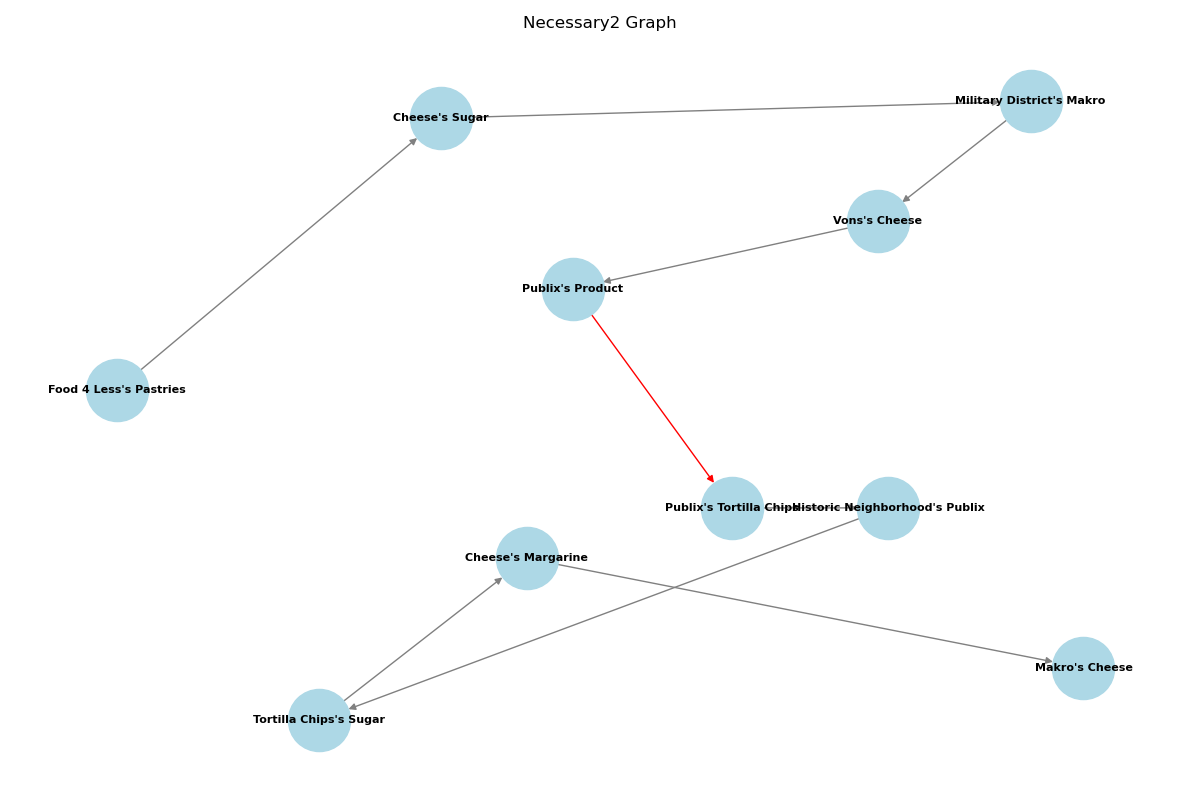 Necessary2 Graph
Military District's Makro
Cheese's Sugar
Vons's Cheese
Publix's Product
Food 4 Less's Pastries
Publix's Tortilla Chips
Historic Neighborhood's Publix
Cheese's Margarine
Makro's Cheese
Tortilla Chips's Sugar